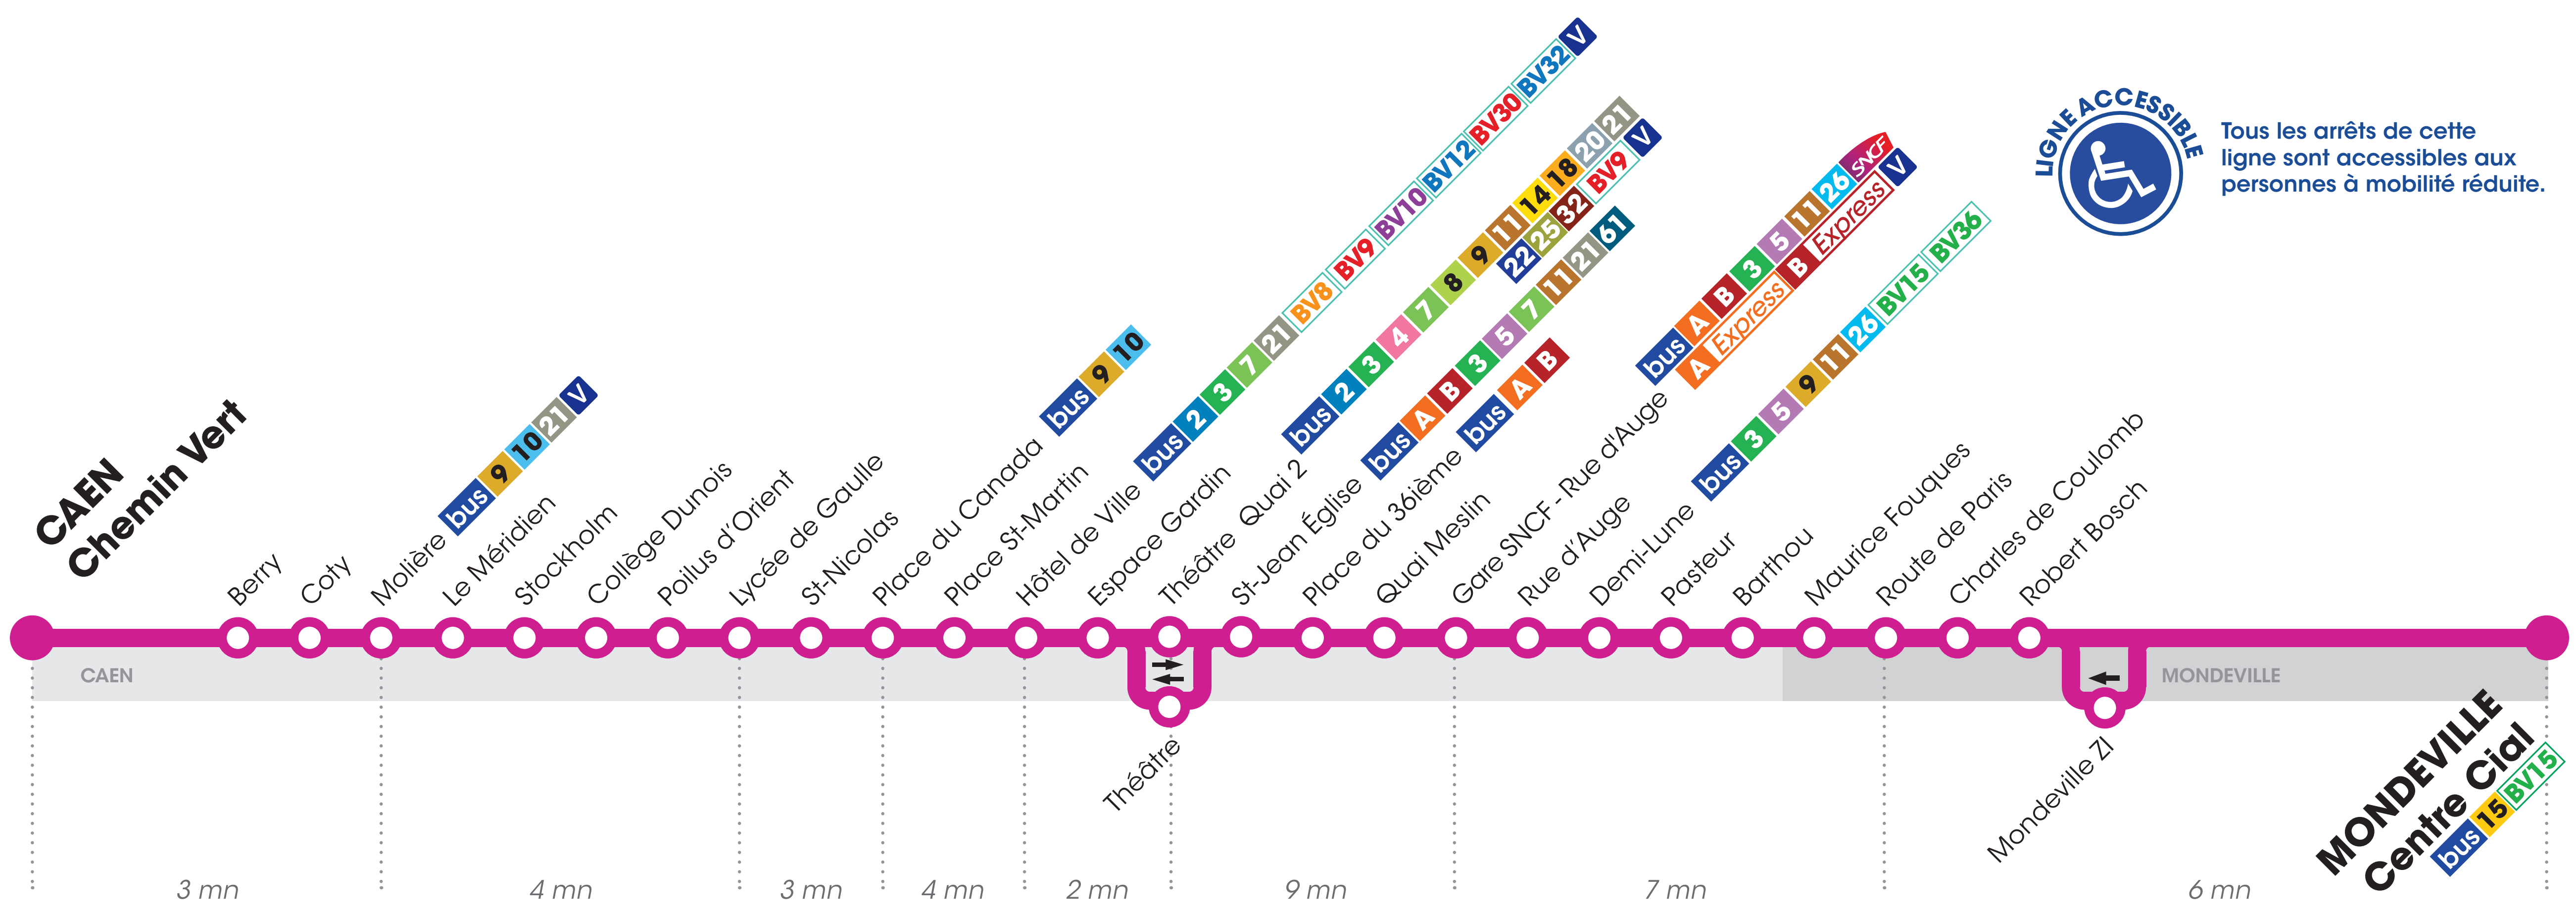 CAEN
Chemin Vert
Berry
Coty
Molière bus 9 10 21 V
Le Méridien
Stockholm
Collège Dunois
Poilus d'Orient
Lycée de Gaulle
St-Nicolas
Place du Canada bus 9 10
Place St-Martin
Hôtel de Ville bus 2 3 7 21 BV8 BV9 BV10 BV12 BV30 BV32 V
Espace Gardin
Théâtre Quai 2 bus 2 3 4 7 8 9 11 14 18 20 21
22 25 32 BV9 V
St-Jean Église bus A B 3 5 7 11 21 61
Place du 36ième bus A B
Quai Meslin
Gare SNCF - Rue d'Auge bus A B 3 5 11 26 SNCF
A Express B Express V
Rue d'Auge
Demi-Lune bus 3 5 9 11 26 BV15 BV36
Pasteur
Barthou
Maurice Fouques
Route de Paris
Charles de Coulomb
Robert Bosch
LIGNE ACCESSIBLE
Tous les arrêts de cette
ligne sont accessibles aux
personnes à mobilité réduite.
CAEN
MONDEVILLE
Théâtre
Mondeville ZI
MONDEVILLE
Centre Cial
bus 15 BV15
3 mn
4 mn
3 mn
4 mn
2 mn
9 mn
7 mn
6 mn